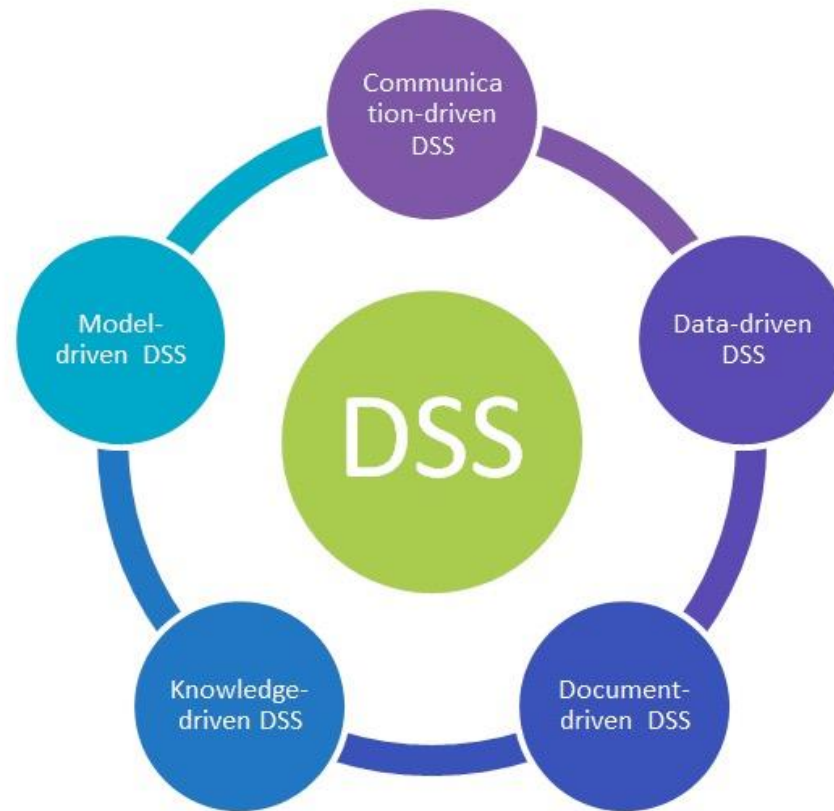 Communica
tion-driven
DSS
Model-
driven DSS
Data-driven
DSS
DSS
Knowledge-
driven DSS
Document-
driven DSS